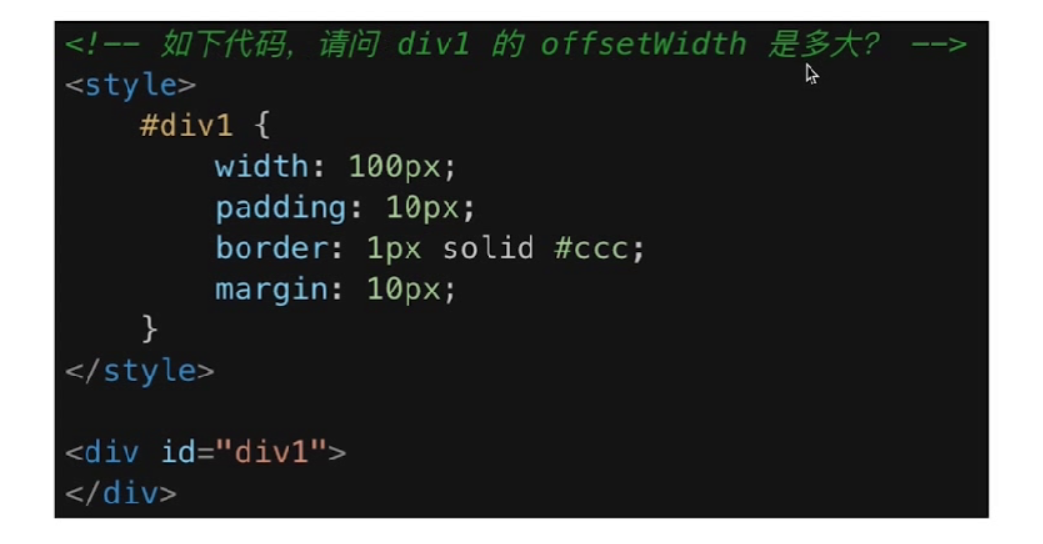 <!-- 如下代码，请问 div1 的 offsetWidth 是多大？ -->
<style>
    #div1 {
        width: 100px;
        padding: 10px;
        border: 1px solid #ccc;
        margin: 10px;
    }
</style>

<div id="div1">
</div>